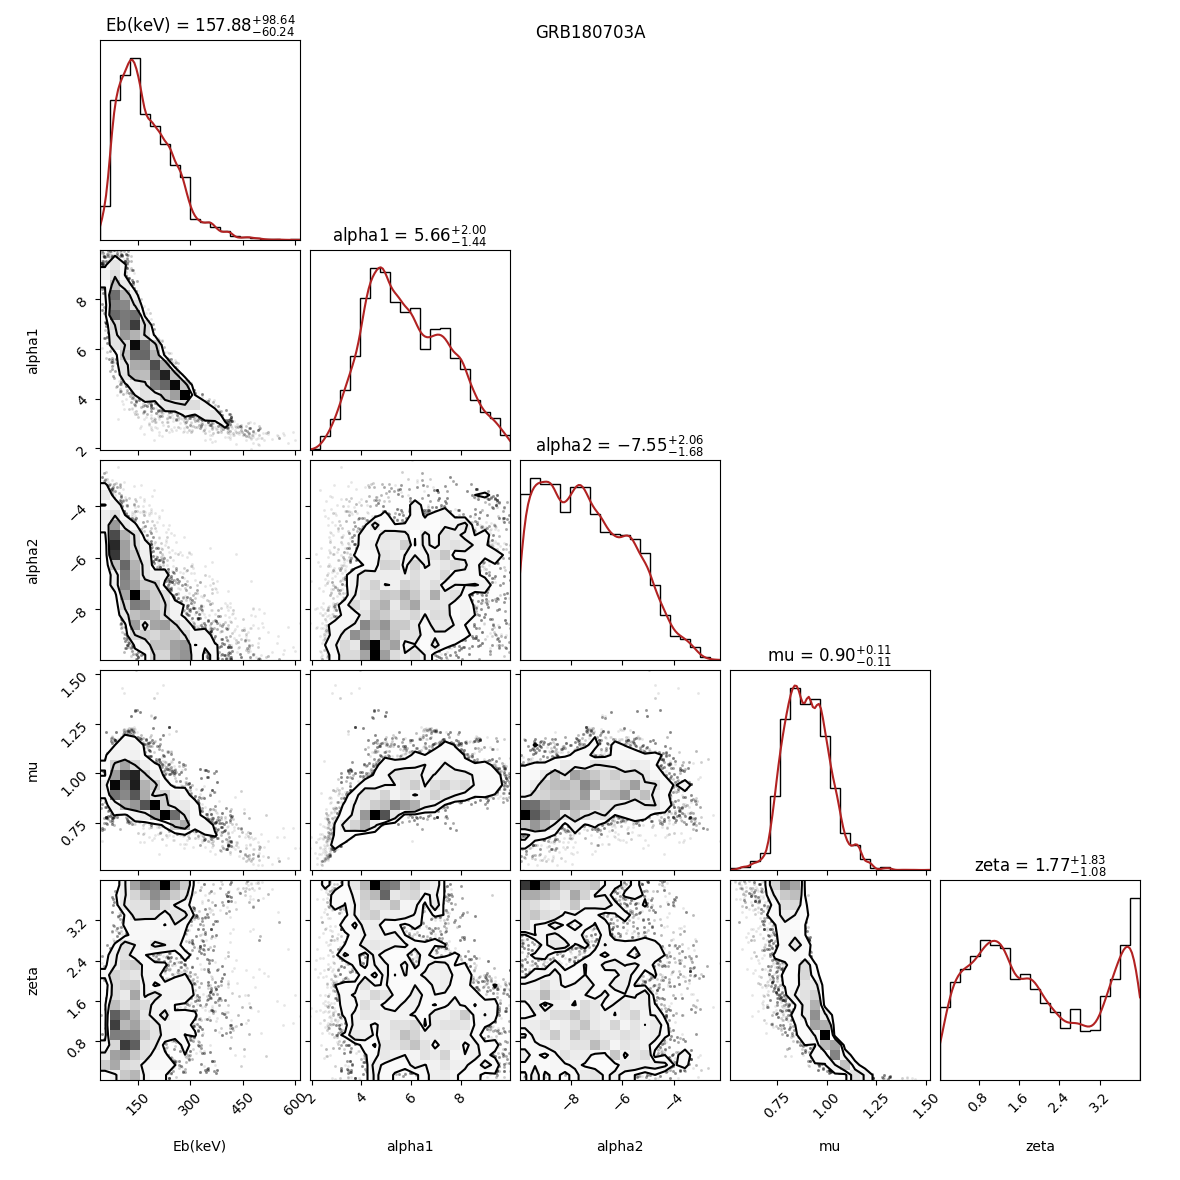 Eb(keV) = 157.88+98.64−60.24
GRB180703A
alpha1 = 5.66+2.00−1.44
alpha1
8
6
4
2
alpha2 = −7.55+2.06−1.68
alpha2
−4
−6
−8
mu = 0.90+0.11−0.11
mu
1.50
1.25
1.00
0.75
zeta = 1.77+1.83−1.08
zeta
3.2
2.4
1.6
0.8
150 300 450 600
2 4 6 8
−8 −6 −4
0.75 1.00 1.25 1.50
0.8 1.6 2.4 3.2
Eb(keV) alpha1 alpha2 mu zeta